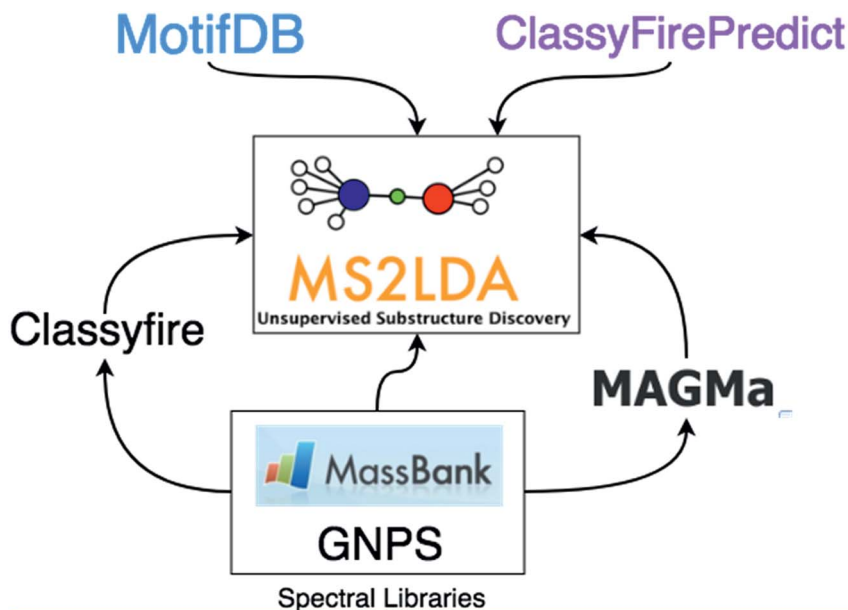 MotifDB
ClassyFirePredict
MS2LDA
Unsupervised Substructure Discovery
Classyfire
MAGMa
MassBank
GNPS
Spectral Libraries